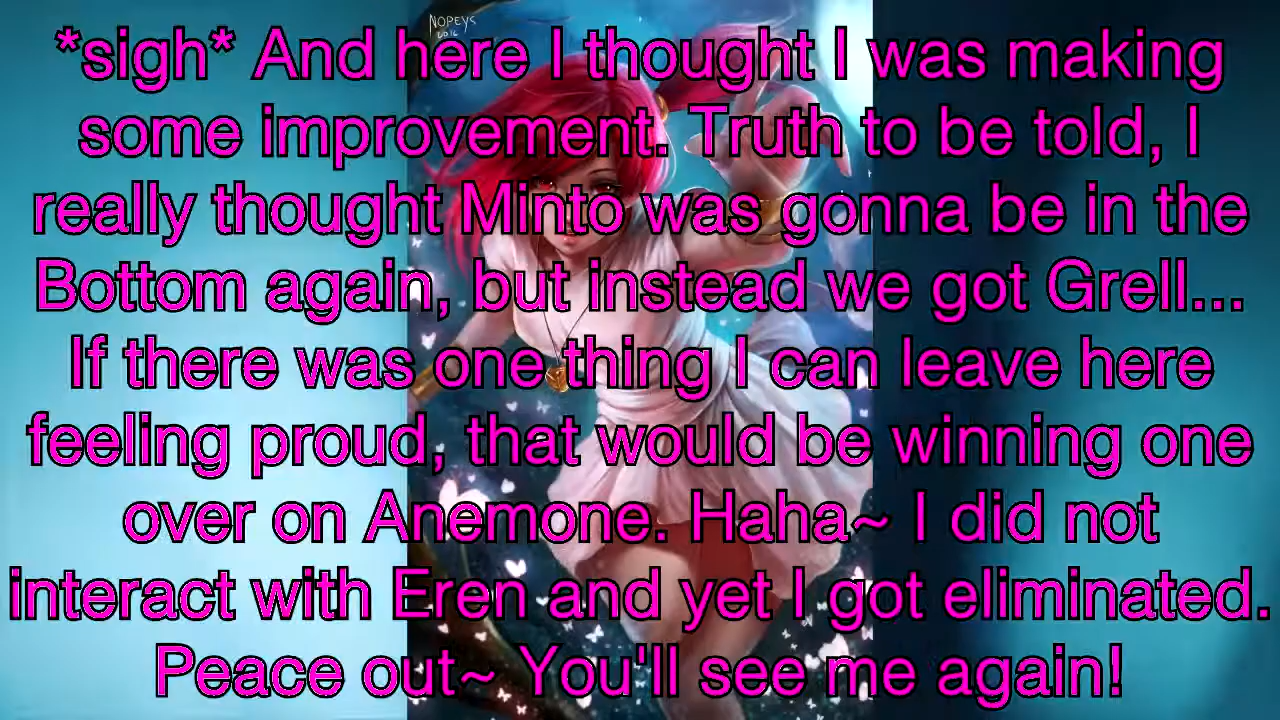 NOPEYS
2016
*sigh* And here I thought I was making
some improvement. Truth to be told, I
really thought Minto was gonna be in the
Bottom again, but instead we got Grell...
If there was one thing I can leave here
feeling proud, that would be winning one
over on Anemone. Haha~ I did not
interact with Eren and yet I got eliminated.
Peace out~ You'll see me again!